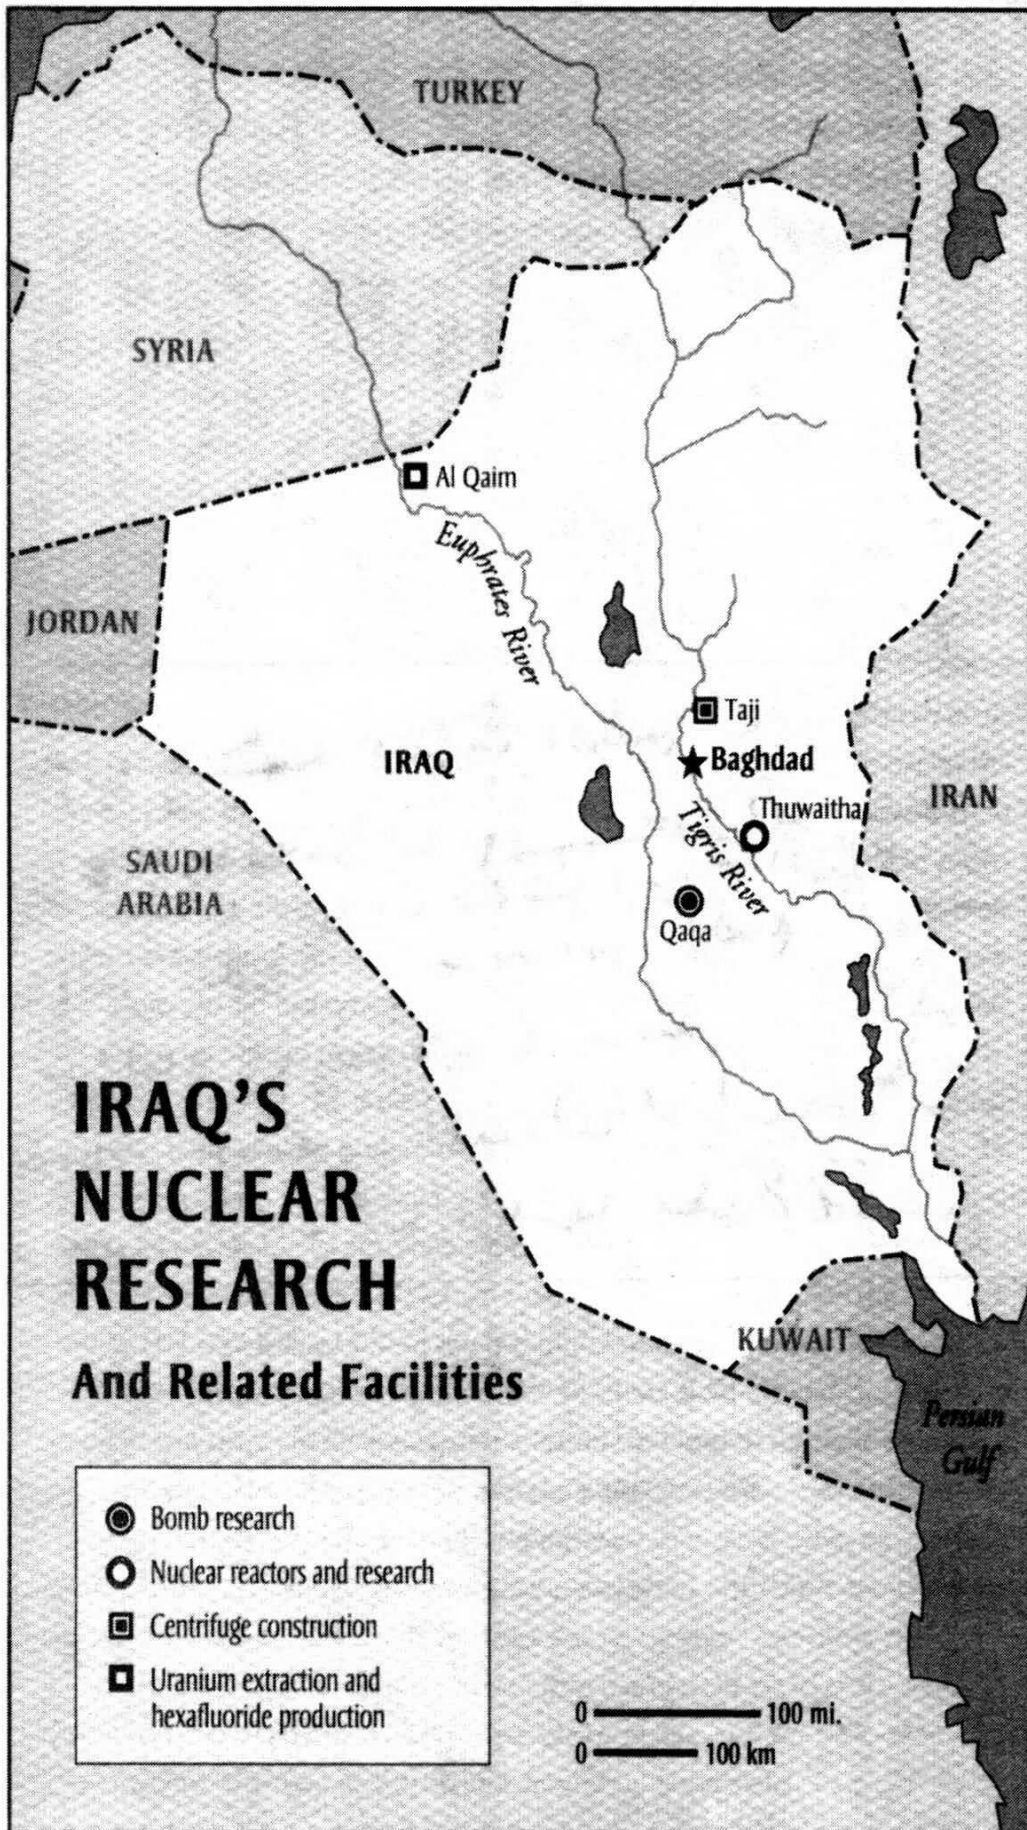 TURKEY
SYRIA
Al Qaim
Euphrates River
JORDAN
Taji
IRAQ
Baghdad
IRAN
Thuwaitha
Tigris River
SAUDI
ARABIA
Qaqa
IRAQ'S
NUCLEAR
RESEARCH
And Related Facilities
KUWAIT
Persian
Gulf
Bomb research
Nuclear reactors and research
Centrifuge construction
Uranium extraction and
hexafluoride production
0 100 mi.
0 100 km